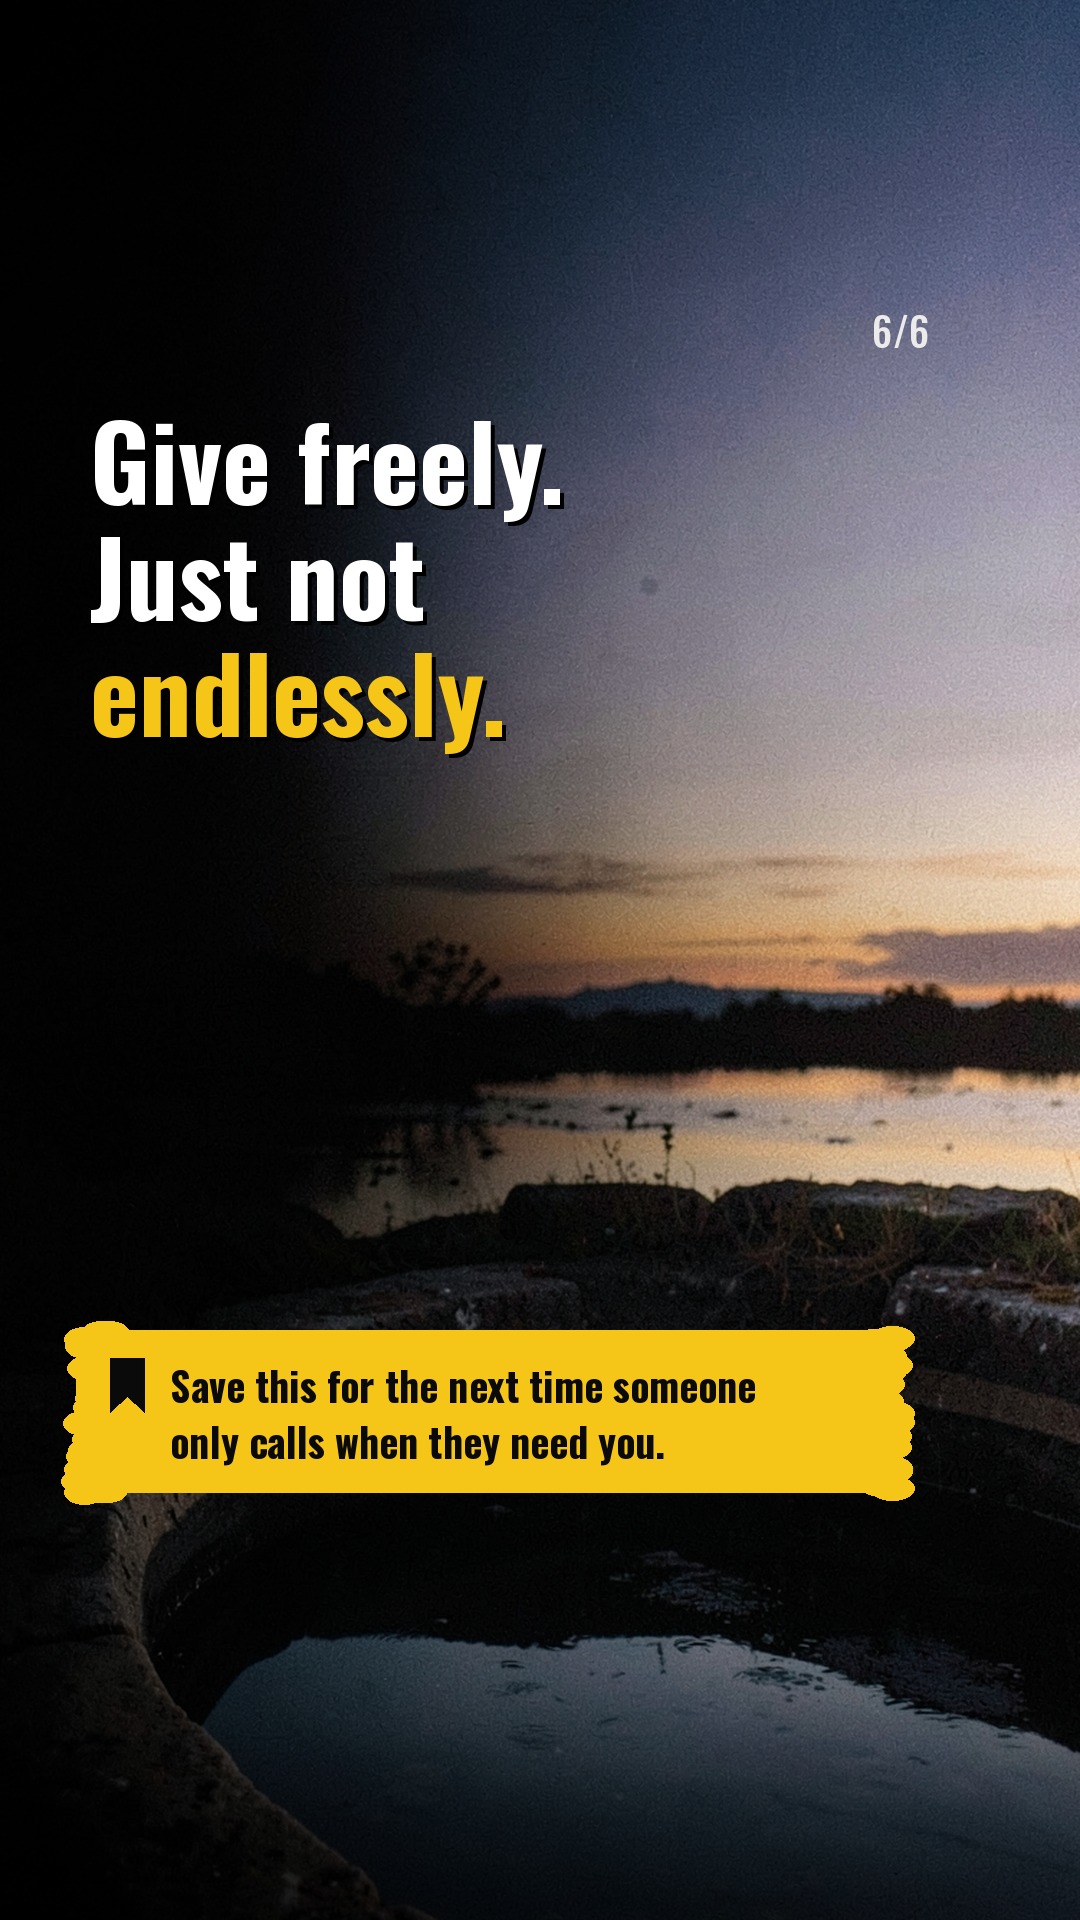 6/6
Give freely.
Just not
endlessly.
Save this for the next time someone
only calls when they need you.